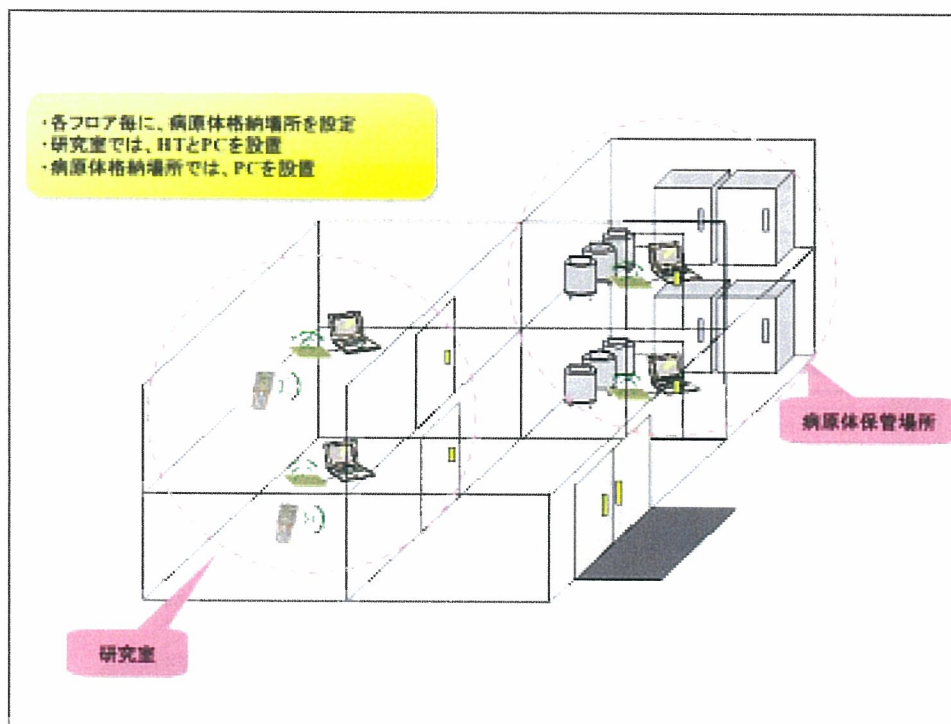 ・各フロア毎に、病原体格納場所を設定
・研究室では、HTとPCを設置
・病原体格納場所では、PCを設置
病原体保管場所
研究室